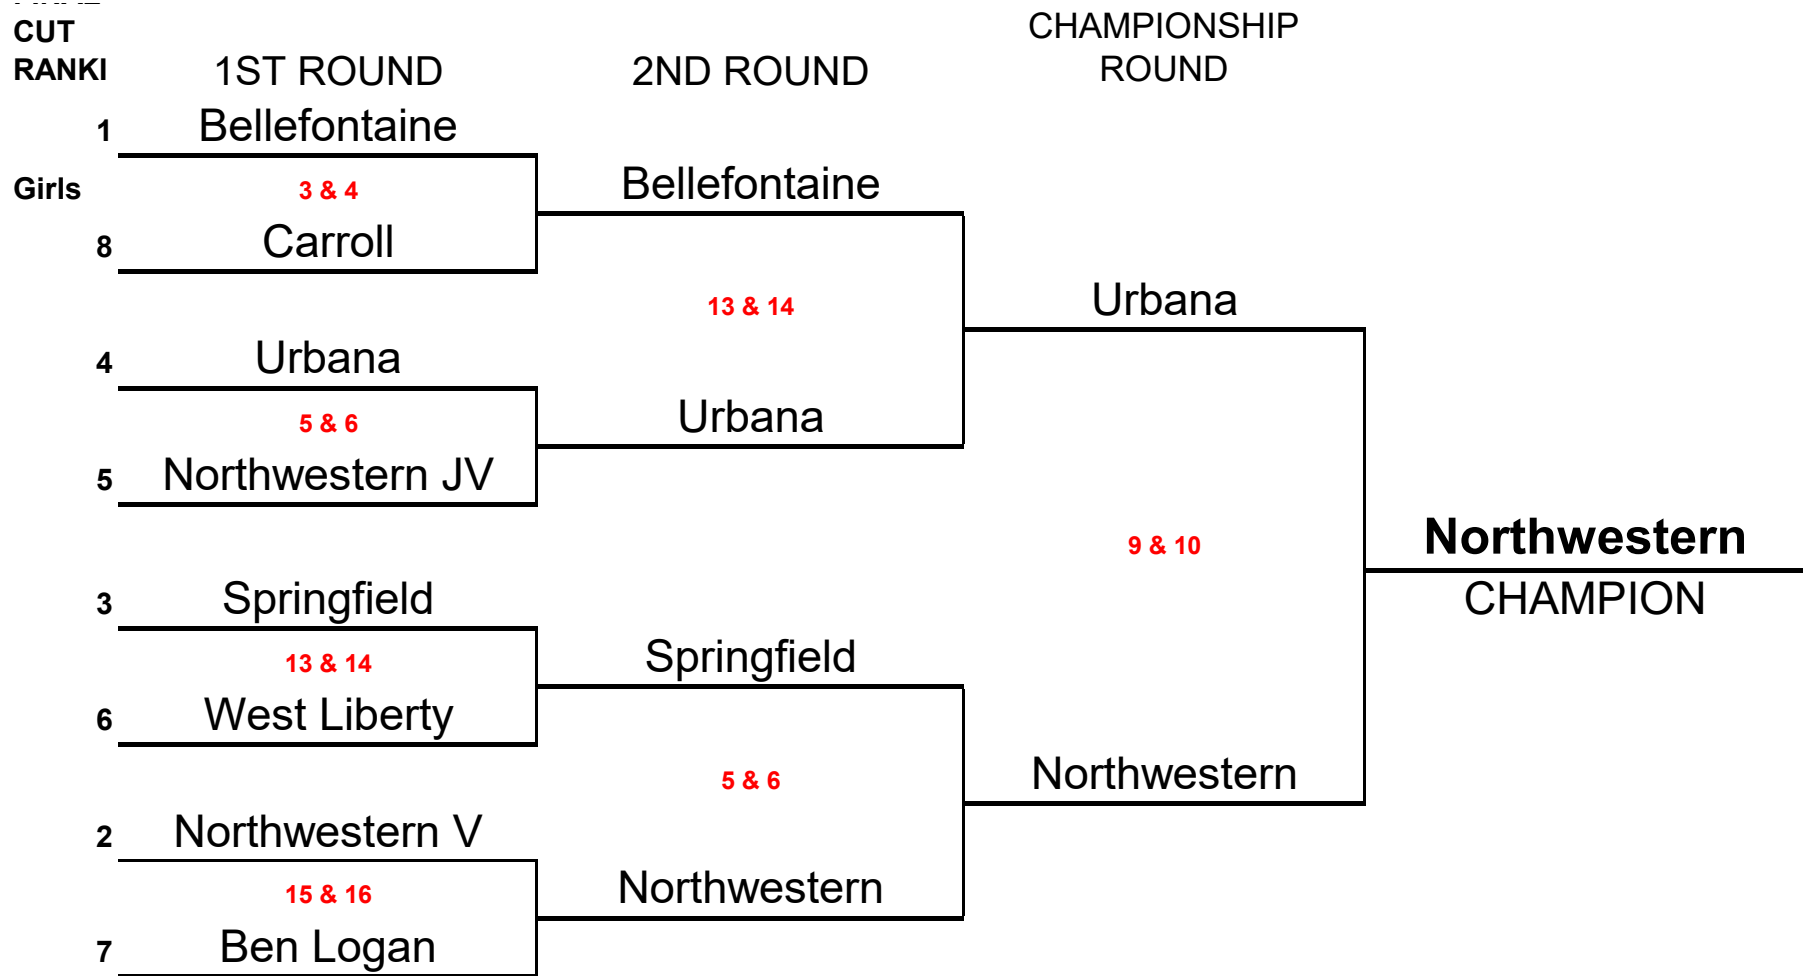 CUT
RANKI
1ST ROUND
2ND ROUND
CHAMPIONSHIP
ROUND
1
Bellefontaine
Girls
3 & 4
Bellefontaine
8
Carroll
13 & 14
Urbana
4
Urbana
5 & 6
Urbana
5
Northwestern JV
9 & 10
Northwestern
CHAMPION
3
Springfield
13 & 14
Springfield
6
West Liberty
5 & 6
Northwestern
2
Northwestern V
15 & 16
Northwestern
7
Ben Logan